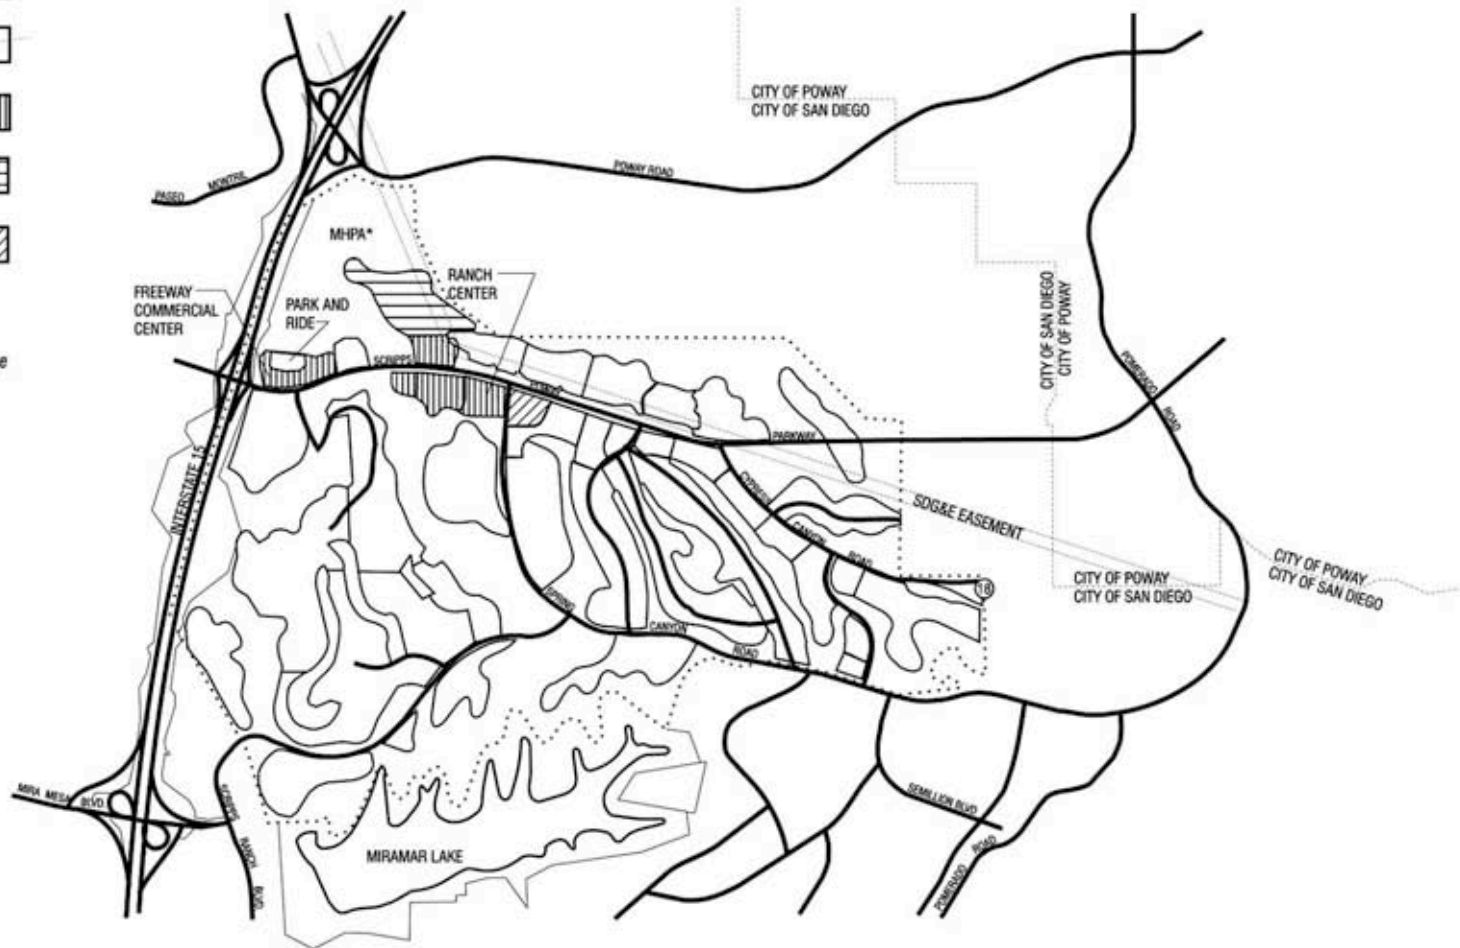 CITY OF POWAY
CITY OF SAN DIEGO
POWAY ROAD
PASEO MONTRIL
MHPA*
RANCH
CENTER
FREEWAY
COMMERCIAL
CENTER
PARK AND
RIDE
CITY OF SAN DIEGO
CITY OF POWAY
e
SCRIPPS
POMERADO ROAD
PARKWAY
INTERSTATE 15
CYPRESS CANYON ROAD
SDG&E EASEMENT
CITY OF POWAY
CITY OF SAN DIEGO
CITY OF POWAY
CITY OF SAN DIEGO
18
SPRING CANYON ROAD
MIRA MESA BLVD.
SCRIPPS RANCH BLVD.
SEMILLION BLVD.
MIRAMAR LAKE
POMERADO ROAD